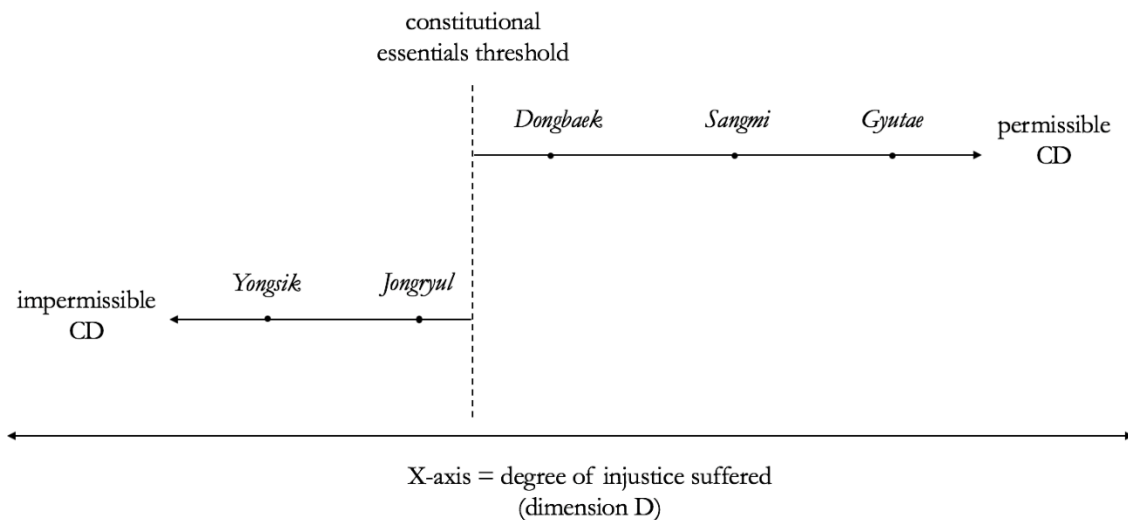 constitutional
essentials threshold
Dongbaek Sangmi Gyutae
permissible
CD
Yongsik Jongryul
impermissible
CD
X-axis = degree of injustice suffered
(dimension D)